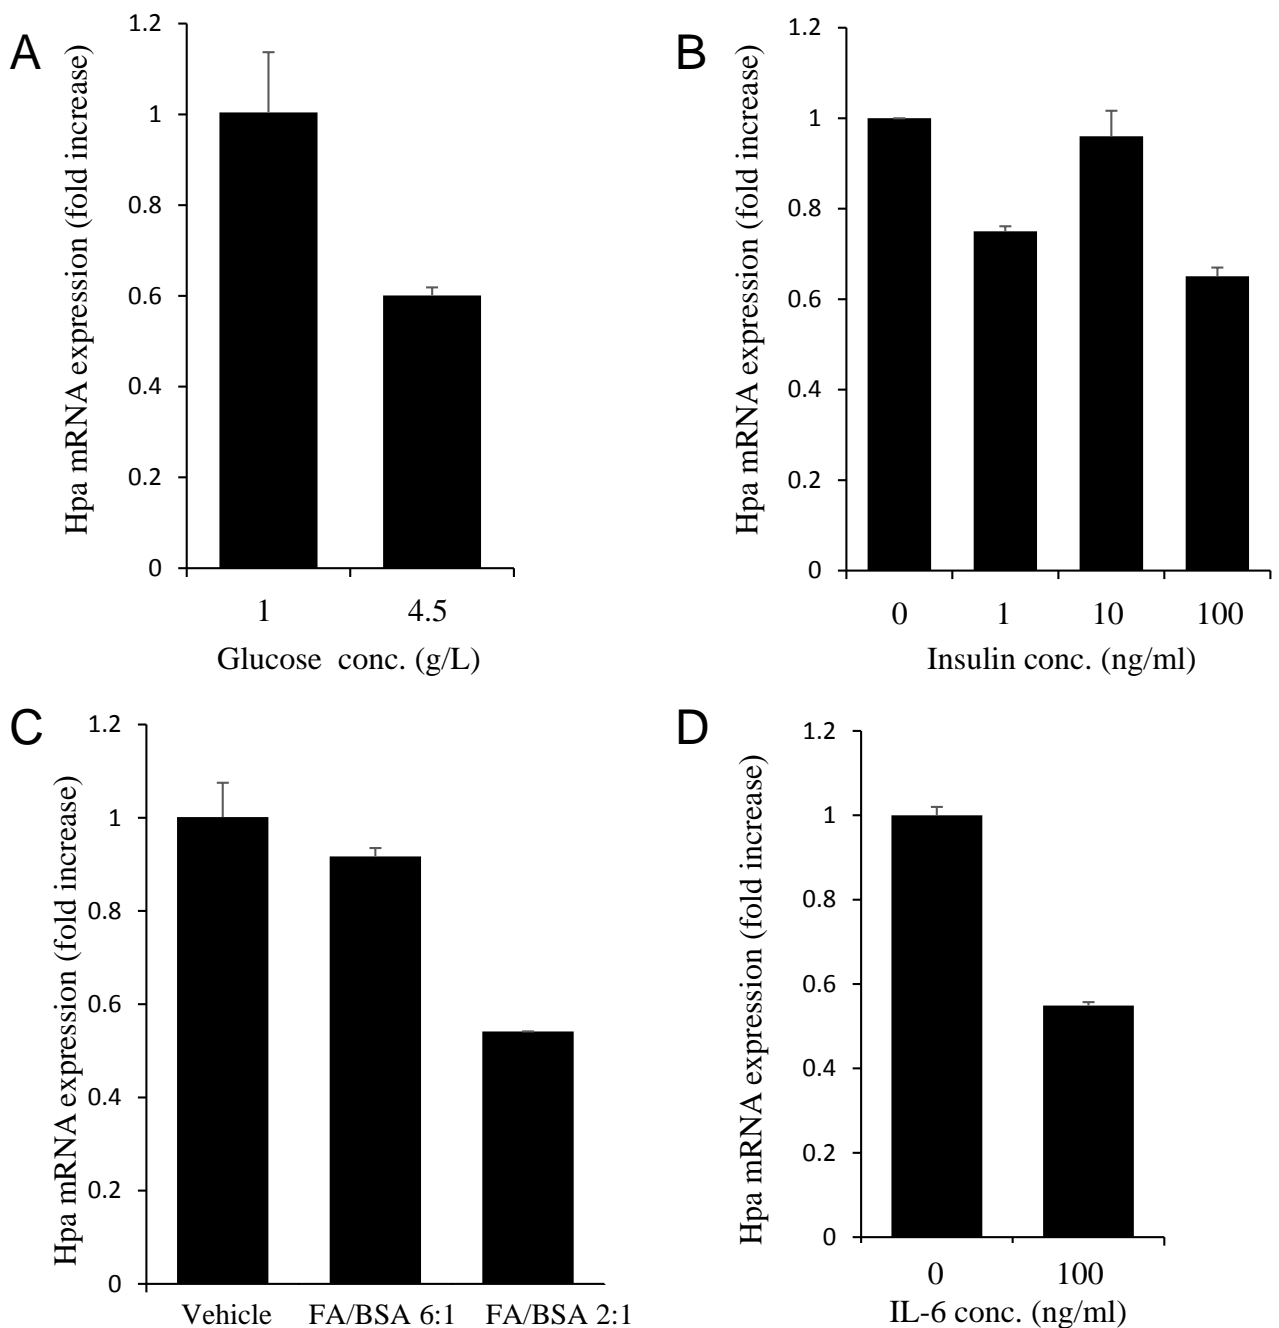 A
Hpa mRNA expression (fold increase)
1.2
1
0.8
0.6
0.4
0.2
0
1 4.5
Glucose conc. (g/L)
B
Hpa mRNA expression (fold increase)
1.2
1
0.8
0.6
0.4
0.2
0
0 1 10 100
Insulin conc. (ng/ml)
C
Hpa mRNA expression (fold increase)
1.2
1
0.8
0.6
0.4
0.2
0
Vehicle FA/BSA 6:1 FA/BSA 2:1
D
Hpa mRNA expression (fold increase)
1.2
1
0.8
0.6
0.4
0.2
0
0 100
IL-6 conc. (ng/ml)